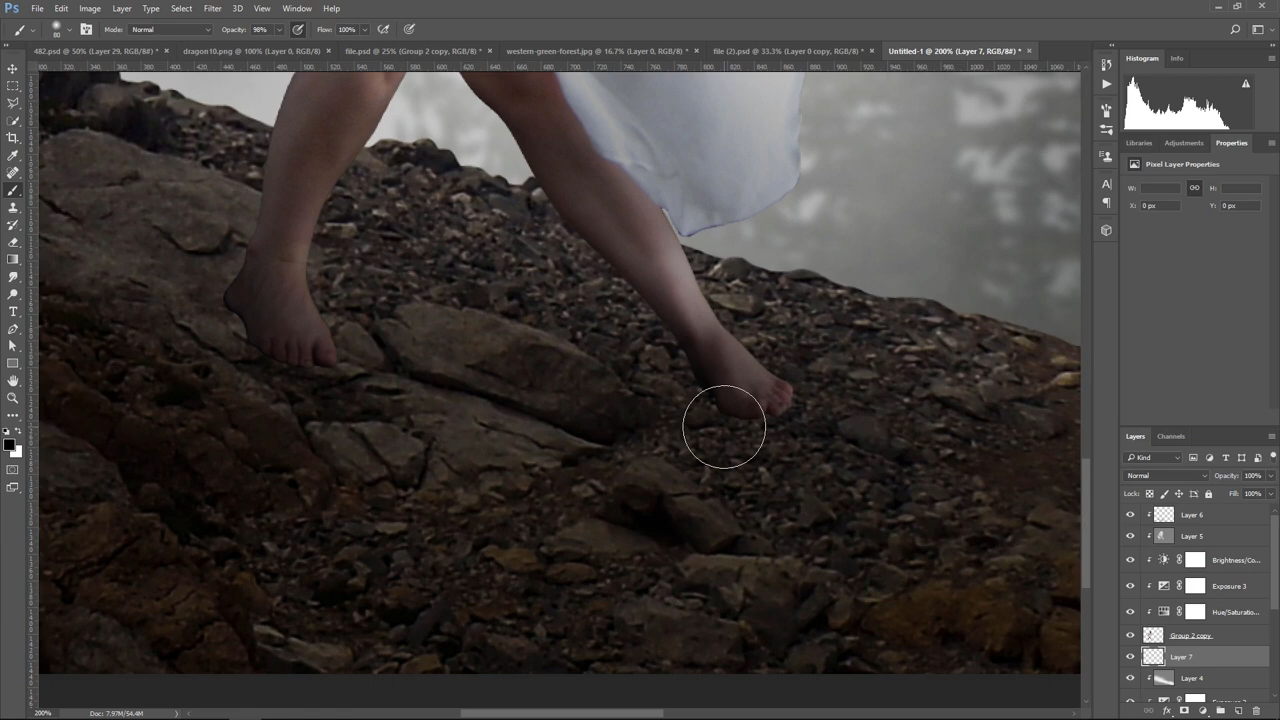 Ps File Edit Image Layer Type Select Filter 3D View Window Help
80 Mode: Normal Opacity: 98% Flow: 100%
482.psd @ 50% (Layer 29, RGB/8#) * × dragon10.png @ 100% (Layer 0, RGB/8) × file.psd @ 25% (Group 2 copy, RGB/8) * × western-green-forest.jpg @ 16.7% (Layer 0, RGB/8) * × file (2).psd @ 33.3% (Layer 0 copy, RGB/8) * × Untitled-1 @ 200% (Layer 7, RGB/8#) * ×
Histogram Info
Libraries Adjustments Properties
Pixel Layer Properties
W: H:
X: 0 px Y: 0 px
Layers Channels
Kind
Normal Opacity: 100%
Lock: Fill: 100%
Layer 6
Layer 5
Brightness/Co...
Exposure 3
Hue/Saturatio...
Group 2 copy
Layer 7
Layer 4
200% Doc: 7.97M/54.4M